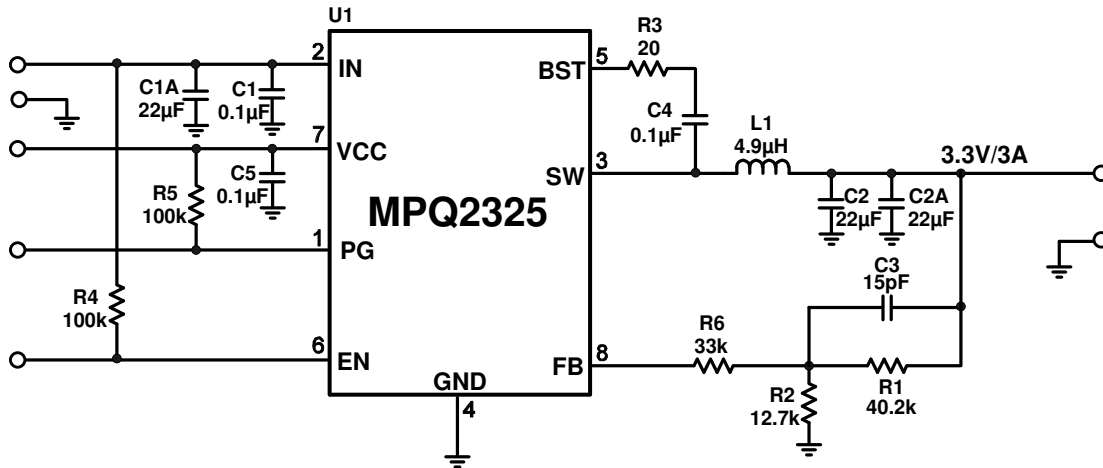 U1
2
IN
C1A
22µF
C1
0.1µF
7
VCC
R5
100k
C5
0.1µF
1
PG
R4
100k
6
EN
MPQ2325
GND
4
5
BST
R3
20
C4
0.1µF
3
SW
L1
4.9µH
3.3V/3A
C2
22µF
C2A
22µF
C3
15pF
8
FB
R6
33k
R2
12.7k
R1
40.2k